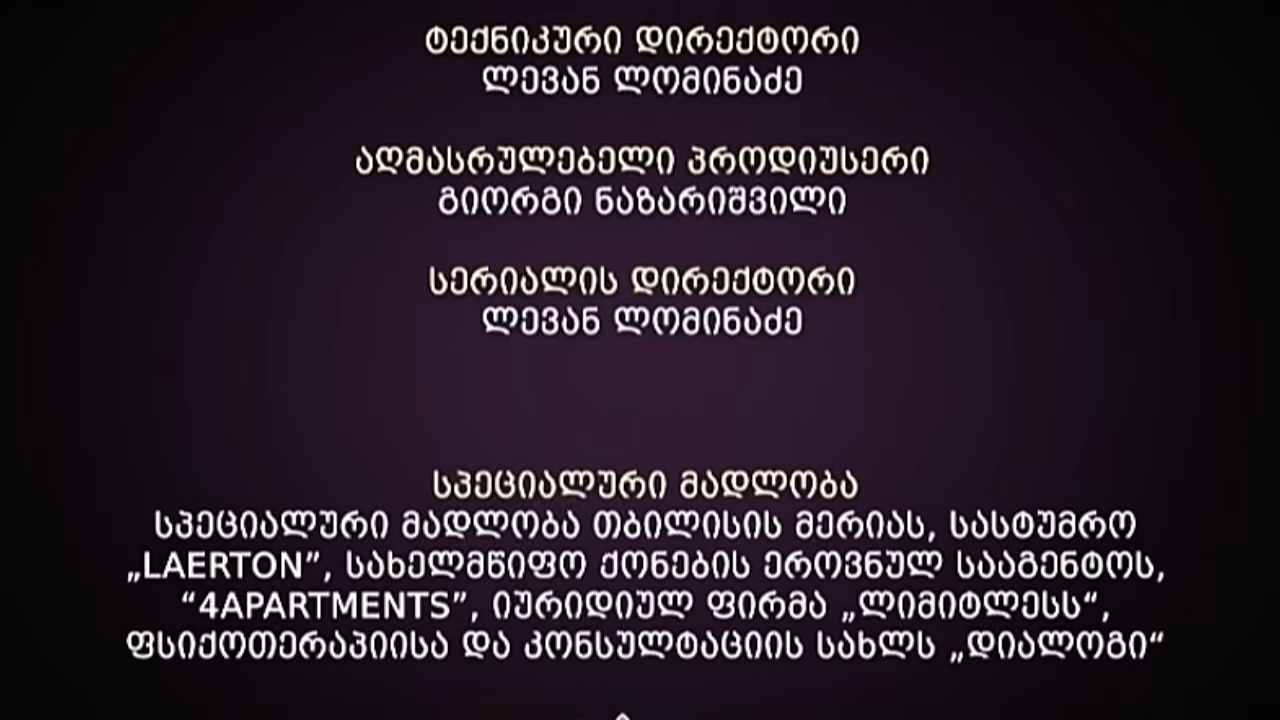 ტექნიკური დირექტორი
ლევან ლომინაძე
აღმასრულებელი პროდიუსერი
გიორგი ნაზარიშვილი
სერიალის დირექტორი
ლევან ლომინაძე
სპეციალური მადლობა
სპეციალური მადლობა თბილისის მერიას, სასტუმრო
„LAERTON”, სახელმწიფო ქონების ეროვნულ სააგენტოს,
“4APARTMENTS”, იურიდიულ ფირმა „ლიმიტლესს“,
ფსიქოთერაპიისა და კონსულტაციის სახლს „დიალოგი“